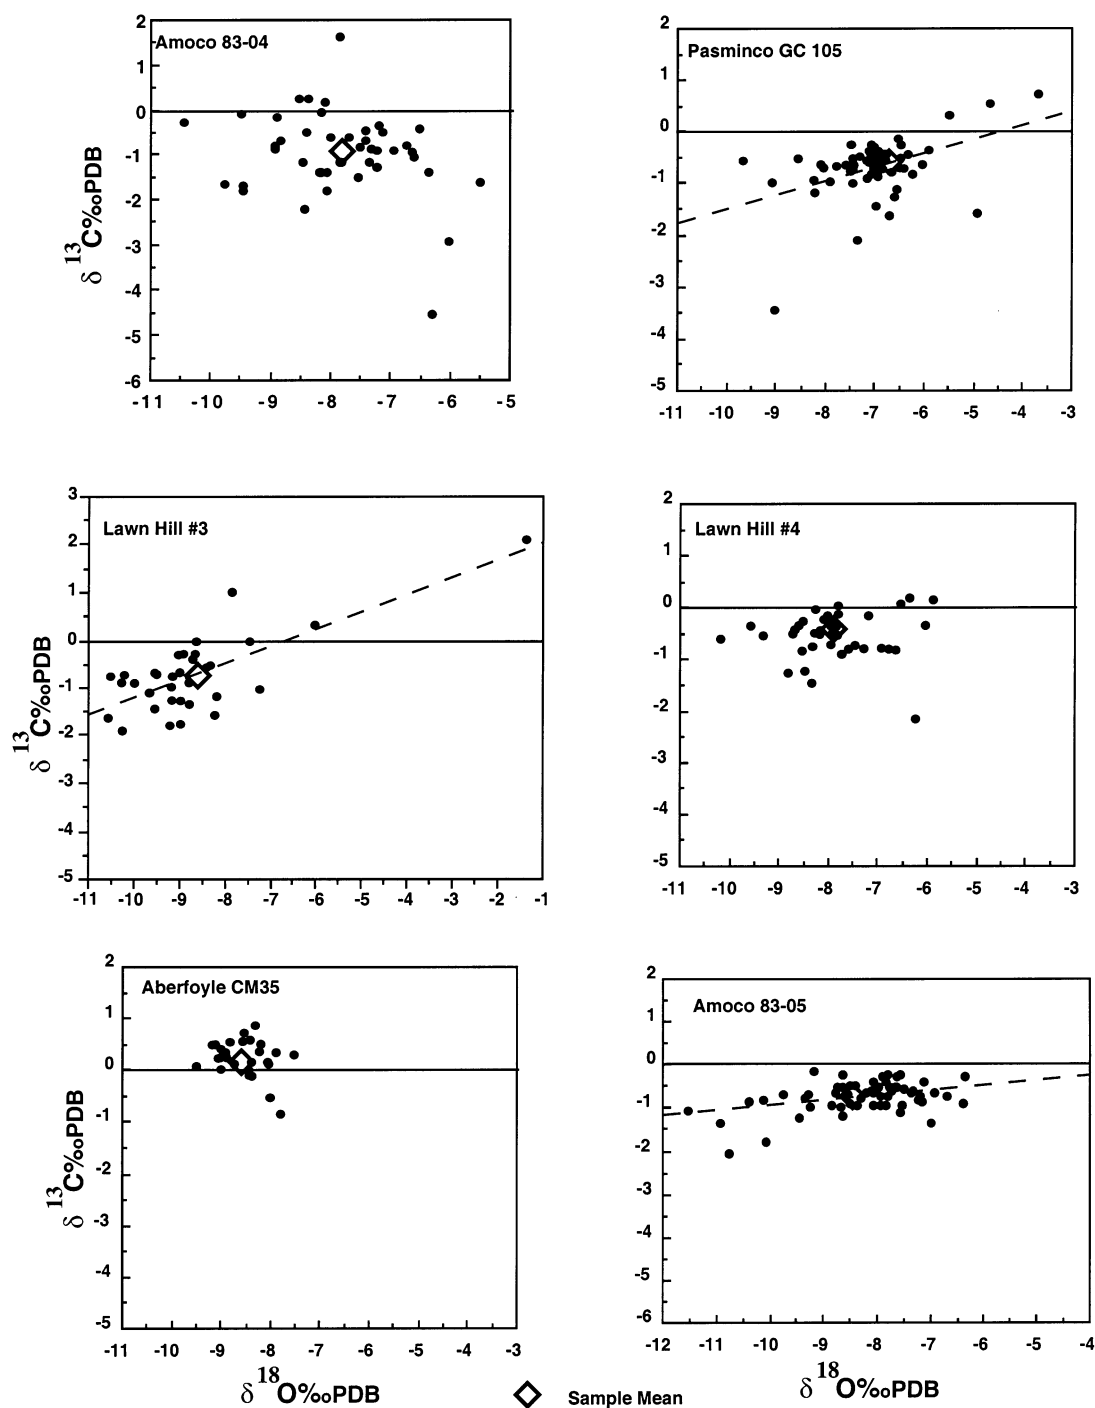 Amoco 83-04
2
1
0
-1
-2
-3
-4
-5
-6
-11 -10 -9 -8 -7 -6 -5
δ 13C‰PDB
Pasminco GC 105
2
1
0
-1
-2
-3
-4
-5
-11 -10 -9 -8 -7 -6 -5 -4 -3
Lawn Hill #3
3
2
1
0
-1
-2
-3
-4
-5
-11 -10 -9 -8 -7 -6 -5 -4 -3 -2 -1
δ 13C‰PDB
Lawn Hill #4
2
1
0
-1
-2
-3
-4
-5
-11 -10 -9 -8 -7 -6 -5 -4 -3
Aberfoyle CM35
2
1
0
-1
-2
-3
-4
-5
-11 -10 -9 -8 -7 -6 -5 -4 -3
δ 13C‰PDB
δ 18O‰PDB
Amoco 83-05
2
1
0
-1
-2
-3
-4
-5
-6
-12 -11 -10 -9 -8 -7 -6 -5 -4
δ 18O‰PDB
Sample Mean